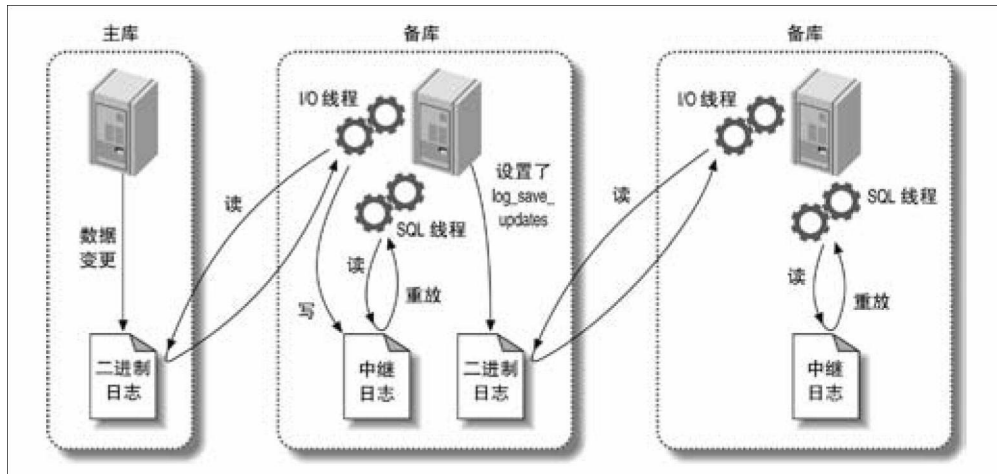 主库
数据
变更
二进制
日志
读
备库
I/O 线程
SQL 线程
读
重放
写
中继
日志
设置了
log_save_
updates
二进制
日志
读
备库
I/O 线程
SQL 线程
读
重放
中继
日志